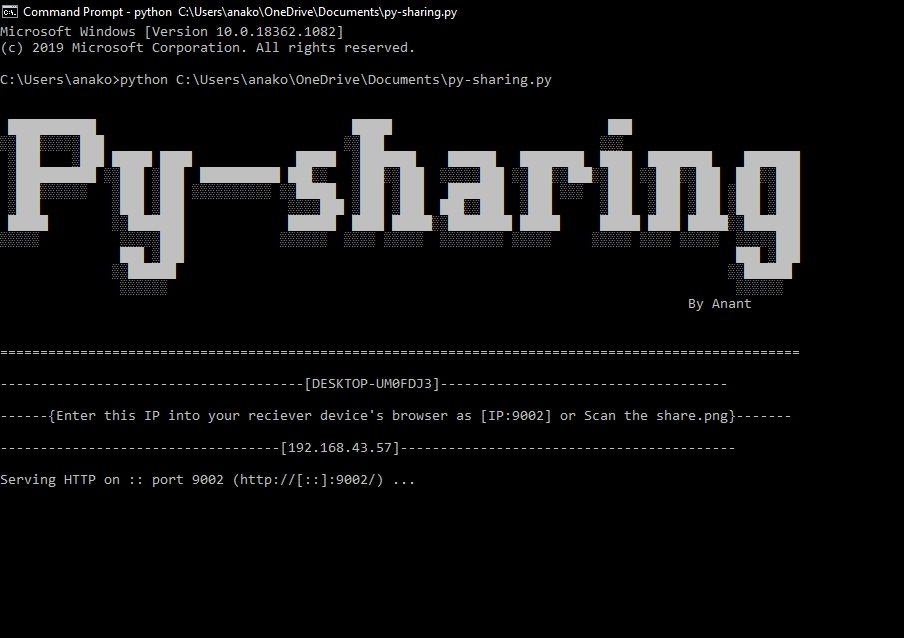 Command Prompt - python C:\Users\anako\OneDrive\Documents\py-sharing.py
Microsoft Windows [Version 10.0.18362.1082]
(c) 2019 Microsoft Corporation. All rights reserved.
C:\Users\anako>python C:\Users\anako\OneDrive\Documents\py-sharing.py
Py-sharing
By Anant
====================================================================================================
--------------------------------------[DESKTOP-UM0FDJ3]------------------------------------
------{Enter this IP into your reciever device's browser as [IP:9002] or Scan the share.png}-------
-----------------------------------[192.168.43.57]------------------------------------------
Serving HTTP on :: port 9002 (http://[::]:9002/) ...